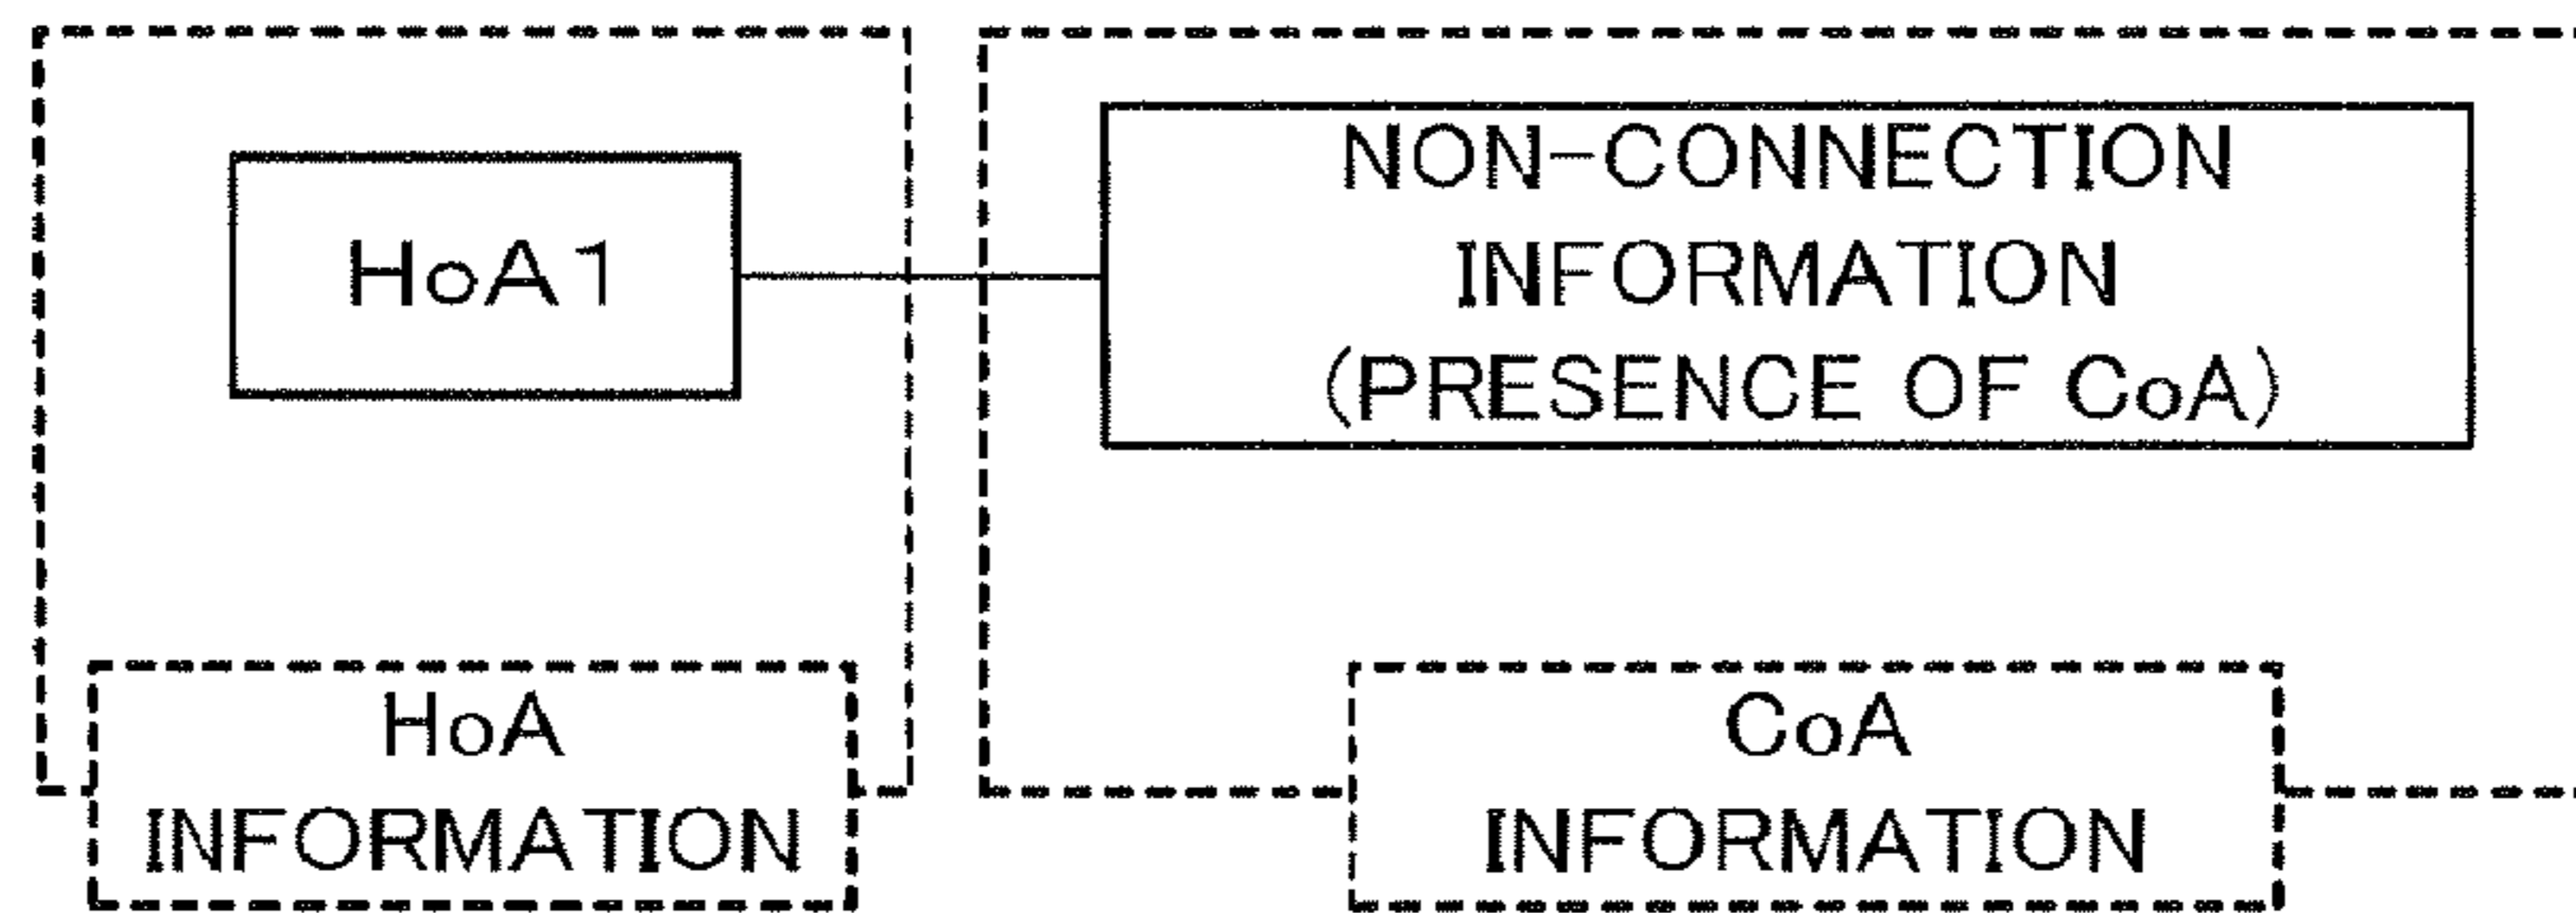 HoA1
NON-CONNECTION
INFORMATION
(PRESENCE OF CoA)
HoA
INFORMATION
CoA
INFORMATION